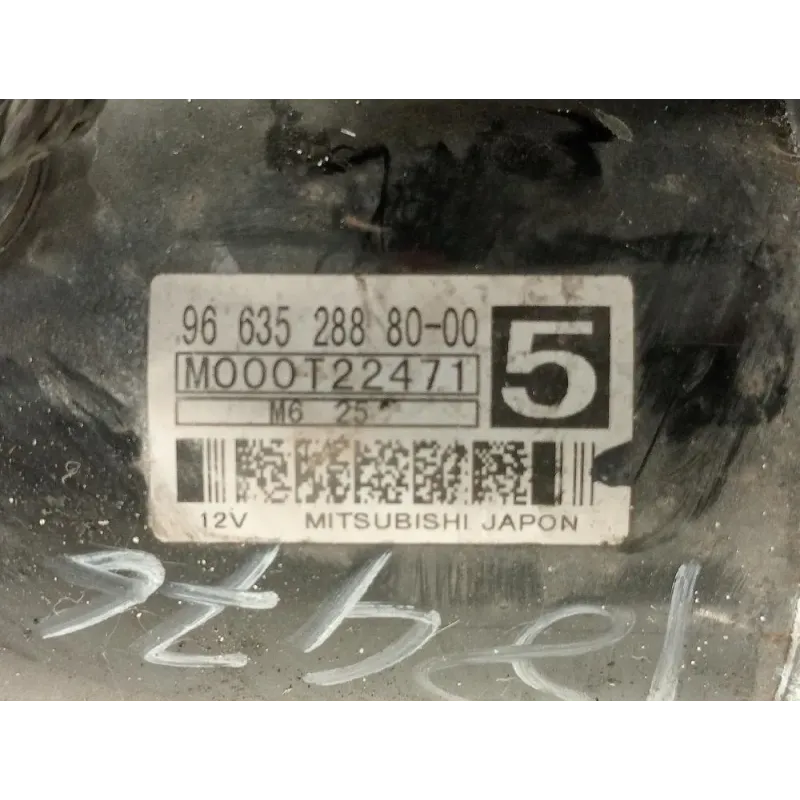 96 635 288 80-00
5
M000T22471
M6 25
12V MITSUBISHI JAPON